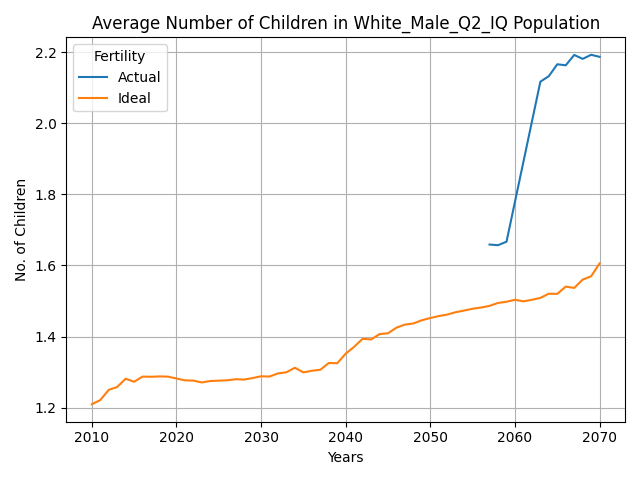 Average Number of Children in White_Male_Q2_IQ Population
Fertility
Actual
Ideal
No. of Children
2.2
2.0
1.8
1.6
1.4
1.2
2010 2020 2030 2040 2050 2060 2070
Years